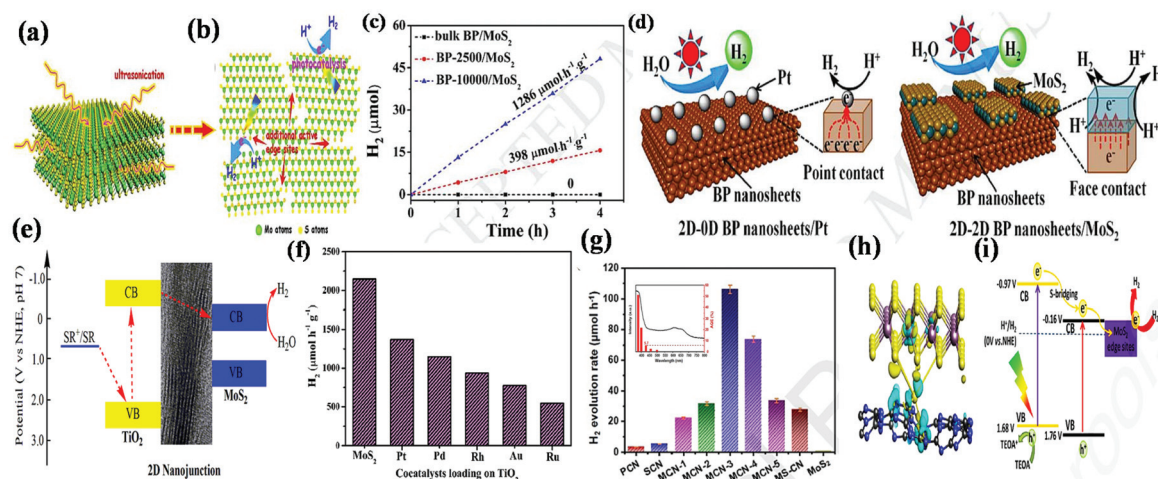 (a)
ultrasonication
(b)
H⁺
H₂
photocatalysis
additional active
edge sites
H₂
H⁺
Mo atoms
S atoms
(c)
60
45
30
15
0
H₂ (μmol)
bulk BP/MoS₂
BP-2500/MoS₂
BP-10000/MoS₂
1286 μmol·h⁻¹·g⁻¹
398 μmol·h⁻¹·g⁻¹
0
0 1 2 3 4
Time (h)
(d)
H₂O
H₂
Pt
H₂
H⁺
e⁻
e⁻e⁻e⁻e⁻
Point contact
BP nanosheets
2D-0D BP nanosheets/Pt
H₂O
H₂
MoS₂
H₂
H⁺
H
e⁻
H⁺
H⁺
e⁻
Face contact
BP nanosheets
2D-2D BP nanosheets/MoS₂
ACCEPTED M
(e)
Potential (V vs NHE, pH 7)
-1.0
0
1.0
2.0
3.0
SR⁺/SR
CB
VB
TiO₂
CB
VB
MoS₂
H₂
H₂O
2D Nanojunction
(f)
2500
2000
1500
1000
500
0
H₂ (μmol h⁻¹ g⁻¹)
MoS₂ Pt Pd Rh Au Ru
Cocatalysts loading on TiO₂
(g)
H₂ evolution rate (μmol h⁻¹)
120
100
80
60
40
20
0
Wavelength (nm)
PCN SCN MCN-1 MCN-2 MCN-3 MCN-4 MCN-5 MS-CN MoS₂
(h)
(i)
e⁻
-0.97 V
CB
S-bridging
e⁻
-0.16 V
CB
H⁺/H₂
(0V vs.NHE)
MoS₂
edge sites
e⁻
H₂
VB
1.68 V
TEOA⁺
h⁺
TEOA
VB
1.76 V
h⁺